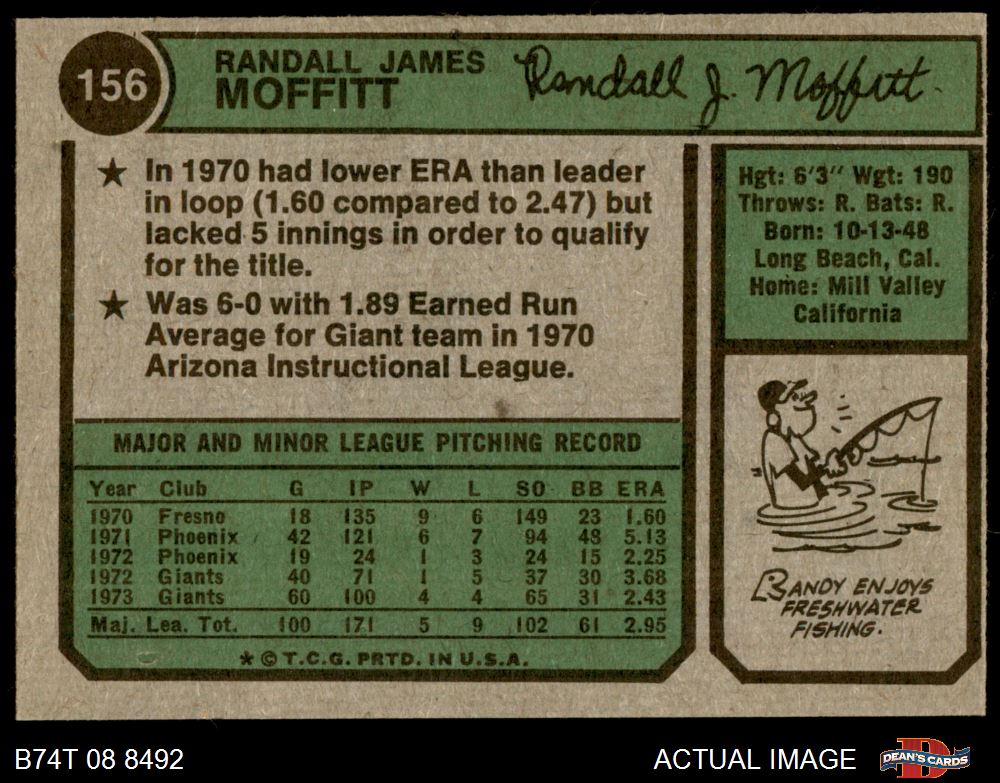 156
RANDALL JAMES
MOFFITT
Randall J. Moffitt
★ In 1970 had lower ERA than leader
in loop (1.60 compared to 2.47) but
lacked 5 innings in order to qualify
for the title.
★ Was 6-0 with 1.89 Earned Run
Average for Giant team in 1970
Arizona Instructional League.
Hgt: 6'3" Wgt: 190
Throws: R. Bats: R.
Born: 10-13-48
Long Beach, Cal.
Home: Mill Valley
California
MAJOR AND MINOR LEAGUE PITCHING RECORD
Year Club G IP W L SO BB ERA
1970 Fresno 18 135 9 6 149 23 1.60
1971 Phoenix 42 121 6 7 94 48 5.13
1972 Phoenix 19 24 1 3 24 15 2.25
1972 Giants 40 71 1 5 37 30 3.68
1973 Giants 60 100 4 4 65 31 2.43
Maj. Lea. Tot. 100 171 5 9 102 61 2.95
* © T.C.G. PRTD. IN U.S.A.
RANDY ENJOYS
FRESHWATER
FISHING.
B74T 08 8492
ACTUAL IMAGE
DEAN'S CARDS